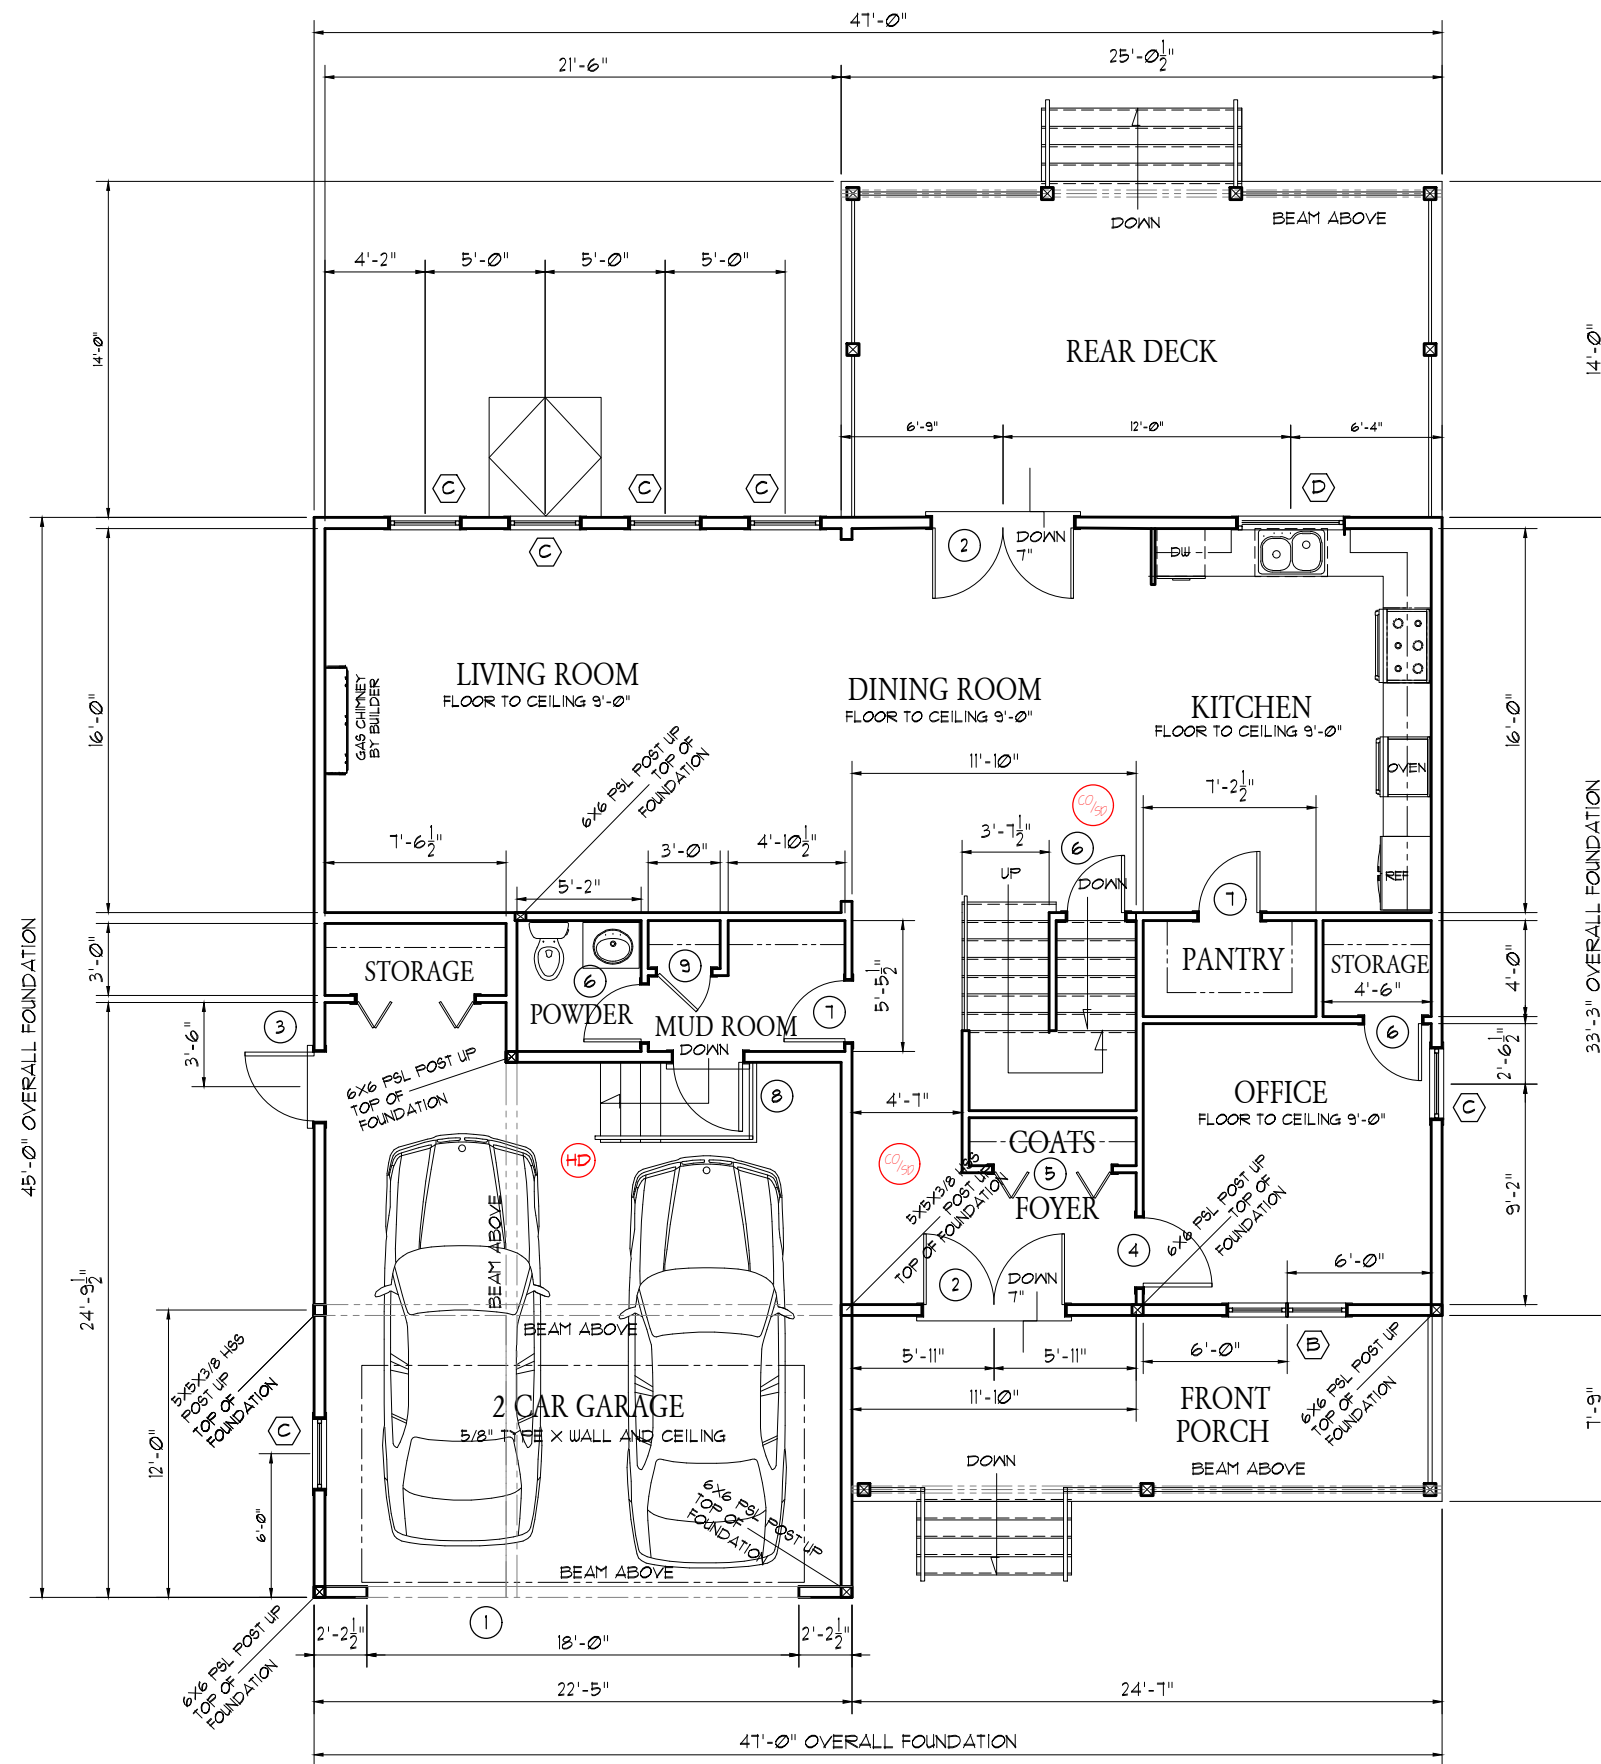 47'-0"
21'-6"
25'-0 1/2"
DOWN
BEAM ABOVE
14'-0"
4'-2"
5'-0"
5'-0"
5'-0"
REAR DECK
14'-0"
6'-9"
12'-0"
6'-4"
C
C
C
D
C
2
DOWN
7"
DW
LIVING ROOM
FLOOR TO CEILING 9'-0"
GAS CHIMNEY
BY BUILDER
DINING ROOM
FLOOR TO CEILING 9'-0"
KITCHEN
FLOOR TO CEILING 9'-0"
16'-0"
16'-0"
6X6 PSL POST UP
TOP OF
FOUNDATION
11'-10"
OVEN
CO/SD
7'-2 1/2"
7'-6 1/2"
3'-0"
4'-10 1/2"
3'-7 1/2"
6
5'-2"
UP
DOWN
7
REF
45'-0" OVERALL FOUNDATION
33'-3" OVERALL FOUNDATION
3'-0"
STORAGE
6
POWDER
9
MUD ROOM
DOWN
7
5'-5 1/2"
PANTRY
STORAGE
4'-6"
4'-0"
3
3'-6"
6
2'-6 1/2"
6X6 PSL POST UP
TOP OF
FOUNDATION
8
4'-7"
OFFICE
FLOOR TO CEILING 9'-0"
C
HD
CO/SD
COATS
5
FOYER
5X5X3/8 HSS
POST UP
TOP OF FOUNDATION
4
6X6 PSL POST UP
TOP OF
FOUNDATION
9'-2"
BEAM ABOVE
24'-9 1/2"
2
DOWN
7"
6'-0"
BEAM ABOVE
5X5X3/8 HSS
POST UP
TOP OF
FOUNDATION
5'-11"
5'-11"
6'-0"
B
11'-10"
6X6 PSL POST UP
TOP OF
FOUNDATION
FRONT
PORCH
7'-9"
C
2 CAR GARAGE
5/8" TYPE X WALL AND CEILING
12'-0"
6'-0"
DOWN
BEAM ABOVE
6X6 PSL POST UP
TOP OF
FOUNDATION
BEAM ABOVE
1
2'-2 1/2"
18'-0"
2'-2 1/2"
6X6 PSL POST UP
TOP OF
FOUNDATION
22'-5"
24'-7"
47'-0" OVERALL FOUNDATION